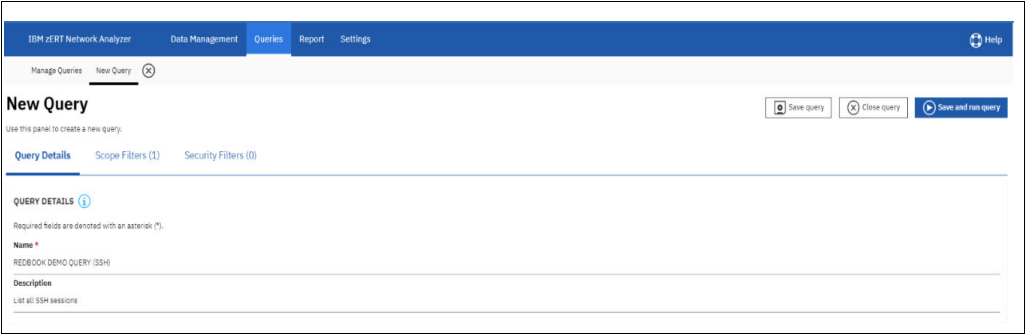 IBM zERT Network Analyzer Data Management Queries Report Settings Help
Manage Queries New Query
New Query
Save query Close query Save and run query
Use this panel to create a new query.
Query Details Scope Filters (1) Security Filters (0)
QUERY DETAILS
Required fields are denoted with an asterisk (*).
Name *
REDBOOK DEMO QUERY (SSH)
Description
List all SSH sessions